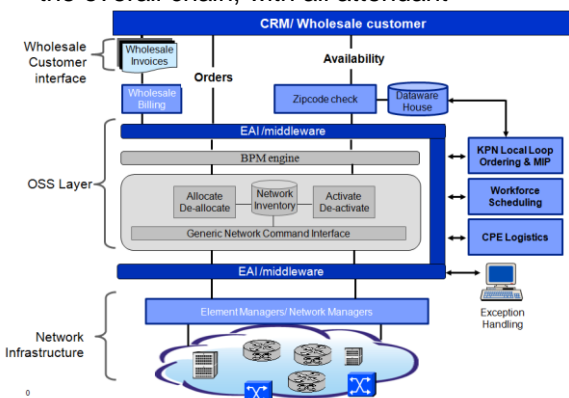 the overall chain, with all attendant
CRM/ Wholesale customer
Wholesale
Customer
interface
Wholesale
Invoices
Orders
Availability
Wholesale
Billing
Zipcode check
Dataware
House
EAI /middleware
BPM engine
KPN Local Loop
Ordering & MIP
OSS Layer
Allocate
De-allocate
Network
Inventory
Activate
De-activate
Workforce
Scheduling
Generic Network Command Interface
CPE Logistics
EAI /middleware
Exception
Handling
Element Managers/ Network Managers
Network
Infrastructure
0